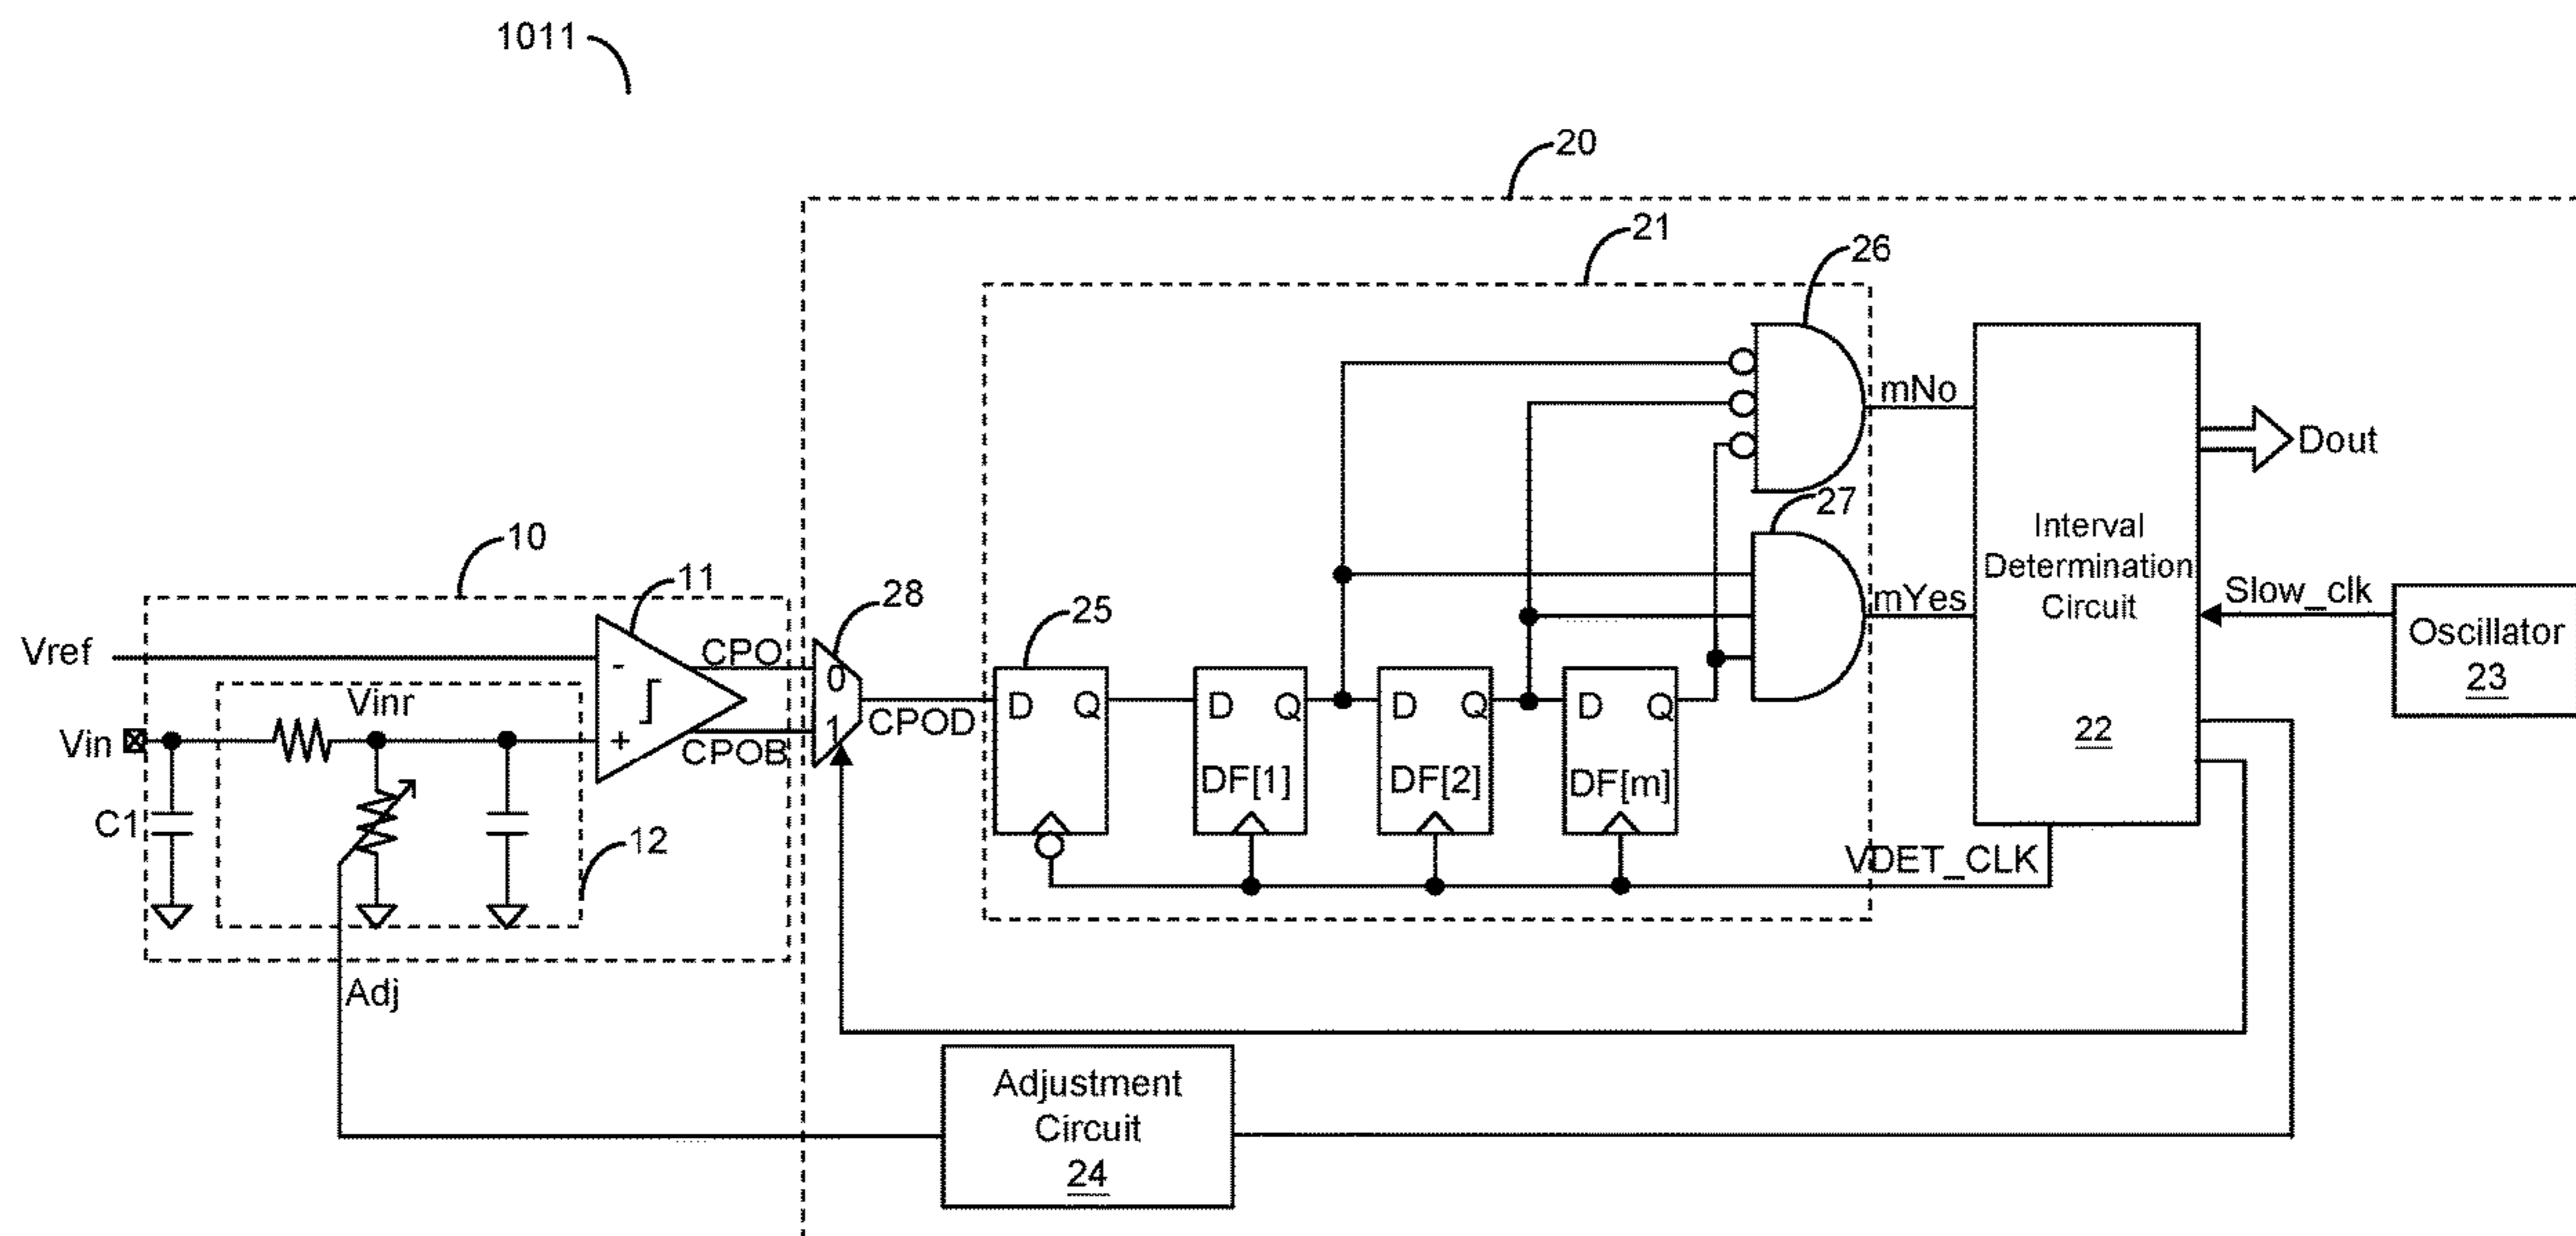 1011
20
21
26
mNo
Dout
27
Interval
Determination
Circuit
22
mYes
Slow_clk
Oscillator
23
10
11
28
25
Vref
-
CPO
0
Vinr
CPOD
1
CPOB
Vin
+
D Q
D Q
DF[1]
D Q
DF[2]
D Q
DF[m]
C1
12
VDET_CLK
Adj
Adjustment
Circuit
24